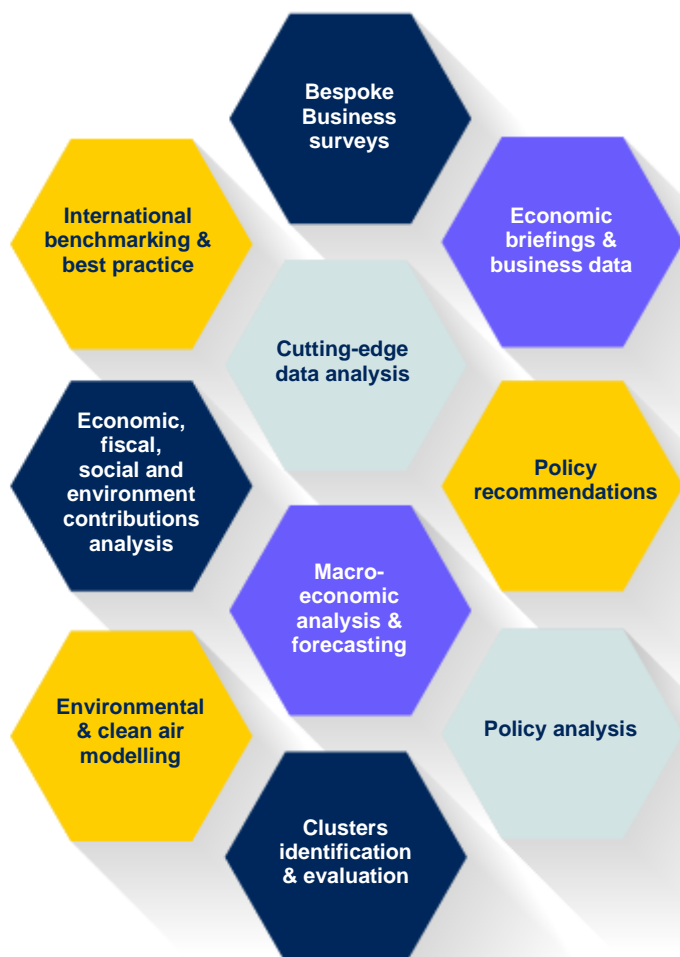 Bespoke
Business
surveys
International
benchmarking &
best practice
Economic
briefings &
business data
Cutting-edge
data analysis
Economic,
fiscal,
social and
environment
contributions
analysis
Policy
recommendations
Macro-
economic
analysis &
forecasting
Environmental
& clean air
modelling
Policy analysis
Clusters
identification
& evaluation